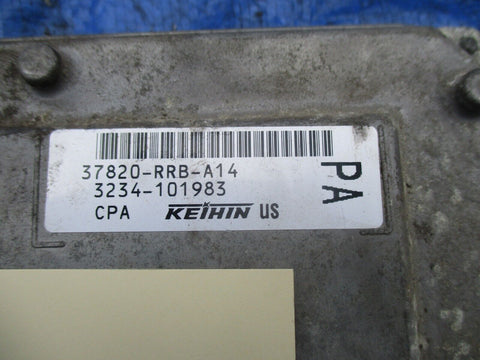 37820-RRB-A14
3234-101983
CPA KEIHIN US
PA